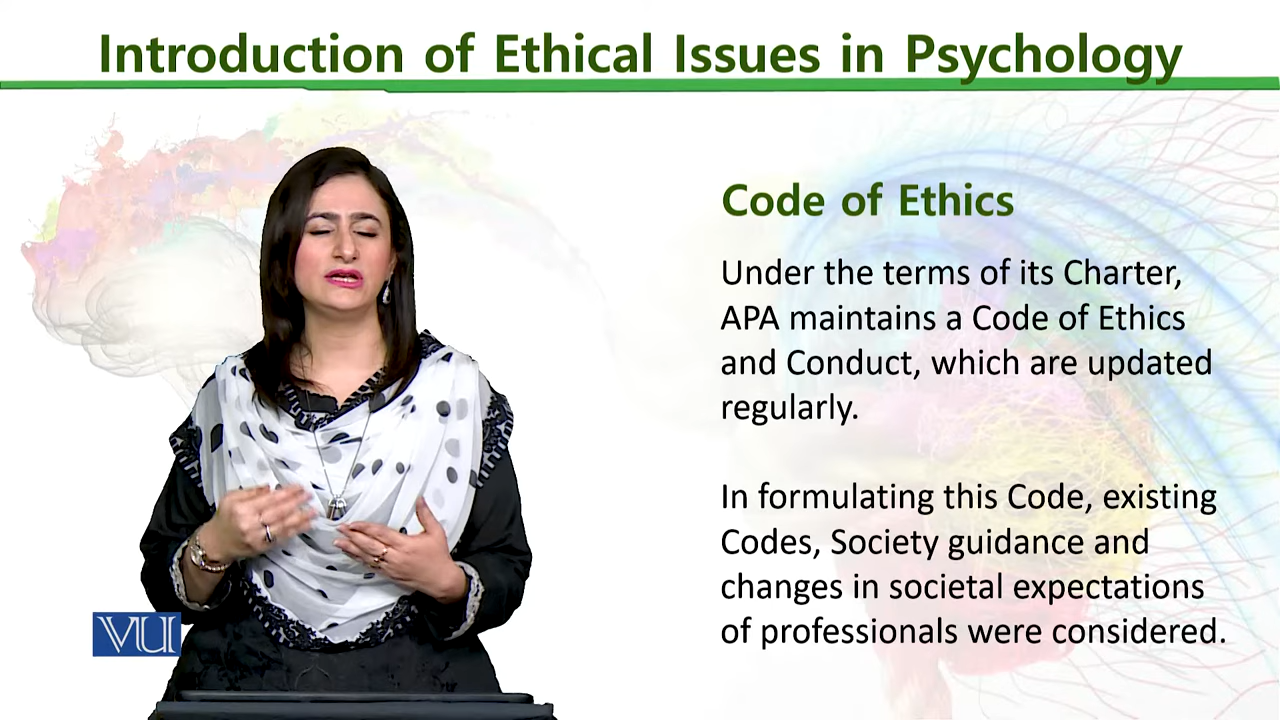 Introduction of Ethical Issues in Psychology
Code of Ethics
Under the terms of its Charter,
APA maintains a Code of Ethics
and Conduct, which are updated
regularly.
In formulating this Code, existing
Codes, Society guidance and
changes in societal expectations
of professionals were considered.
VU